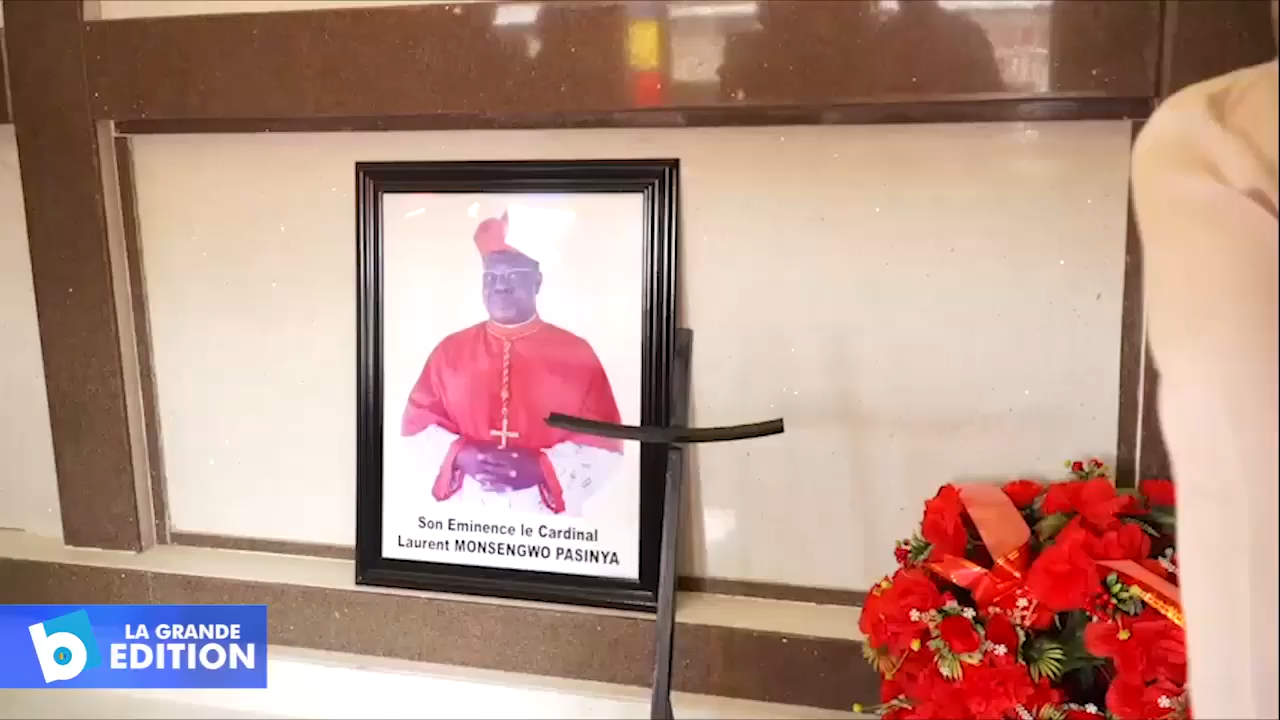 Son Eminence le Cardinal
Laurent MONSENGWO PASINYA
b LA GRANDE
EDITION